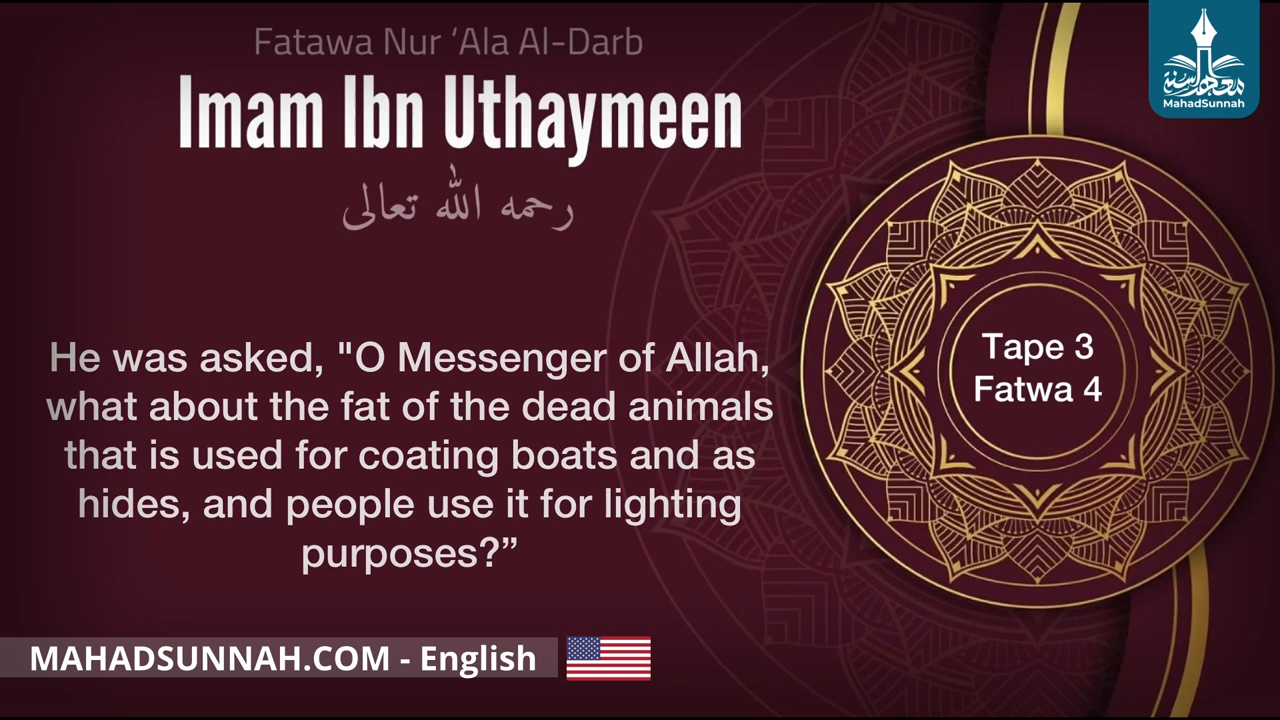 Fatawa Nur ‘Ala Al-Darb
Imam Ibn Uthaymeen
رحمه الله تعالى
He was asked, "O Messenger of Allah,
what about the fat of the dead animals
that is used for coating boats and as
hides, and people use it for lighting
purposes?”
Tape 3
Fatwa 4
معهد السنة
MahadSunnah
MAHADSUNNAH.COM - English